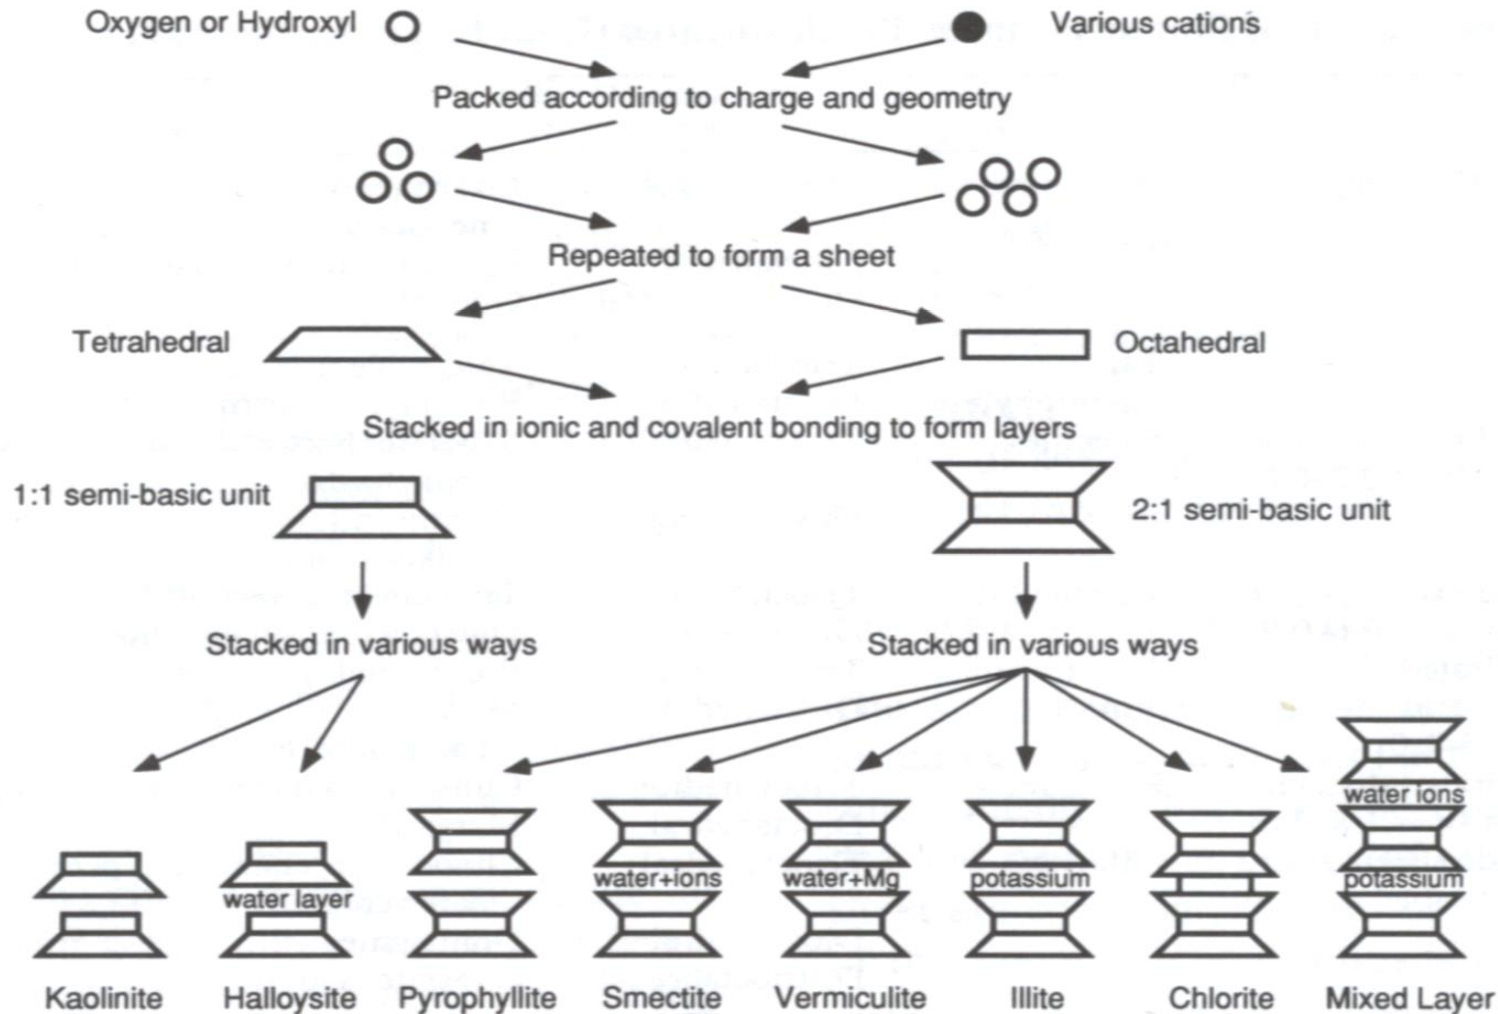 Oxygen or Hydroxyl
Various cations
Packed according to charge and geometry
Repeated to form a sheet
Tetrahedral
Octahedral
Stacked in ionic and covalent bonding to form layers
1:1 semi-basic unit
2:1 semi-basic unit
Stacked in various ways
Stacked in various ways
water ions
water layer
water+ions
water+Mg
potassium
potassium
Kaolinite
Halloysite
Pyrophyllite
Smectite
Vermiculite
Illite
Chlorite
Mixed Layer